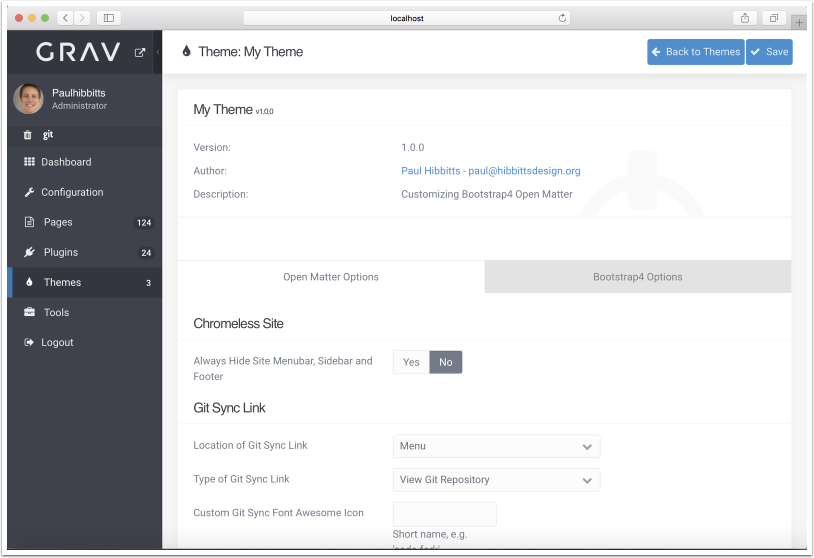 localhost
GRAV
Theme: My Theme
Back to Themes
Save
Paulhibbitts
Administrator
git
Dashboard
Configuration
Pages 124
Plugins 24
Themes 3
Tools
Logout
My Theme v1.0.0
Version: 1.0.0
Author: Paul Hibbitts - paul@hibbittsdesign.org
Description: Customizing Bootstrap4 Open Matter
Open Matter Options
Bootstrap4 Options
Chromeless Site
Always Hide Site Menubar, Sidebar and
Footer
Yes No
Git Sync Link
Location of Git Sync Link Menu
Type of Git Sync Link View Git Repository
Custom Git Sync Font Awesome Icon
Short name, e.g.
'code-fork'